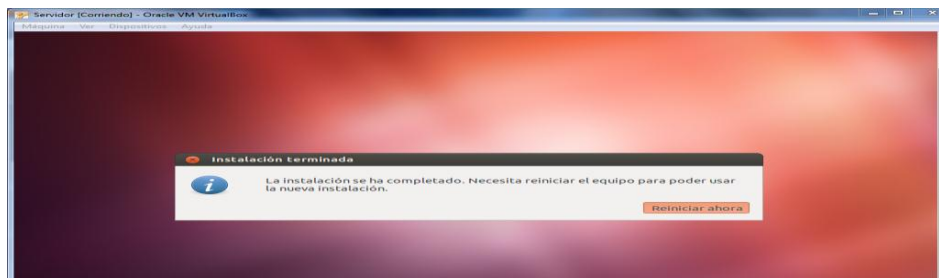 Servidor [Corriendo] - Oracle VM VirtualBox
Máquina Ver Dispositivos Ayuda
Instalación terminada
La instalación se ha completado. Necesita reiniciar el equipo para poder usar
la nueva instalación.
Reiniciar ahora